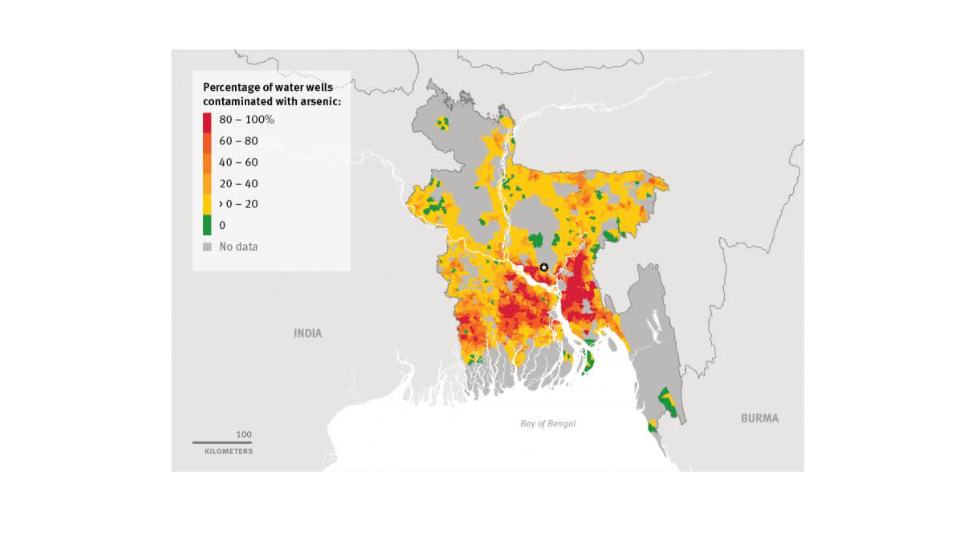 Percentage of water wells
contaminated with arsenic:
80 – 100%
60 – 80
40 – 60
20 – 40
> 0 – 20
0
No data
INDIA
BURMA
Bay of Bengal
100
KILOMETERS